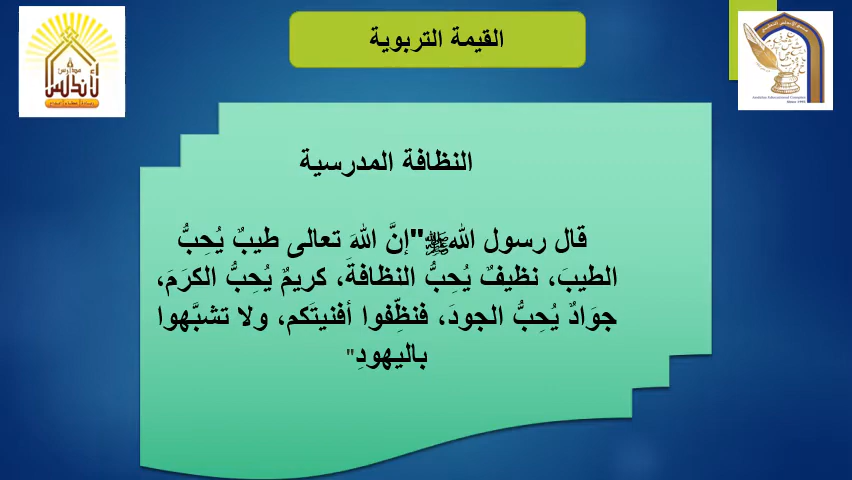 القيمة التربوية
مدارس
الأندلس
النظافة المدرسية
قال رسول اللهﷺ"إنَّ اللهَ تعالى طيبٌ يُحِبُّ
الطيبَ، نظيفٌ يُحِبُّ النظافةَ، كريمٌ يُحِبُّ الكرَمَ،
جوَادٌ يُحِبُّ الجودَ، فنظِّفوا أفنيتَكم، ولا تشبَّهوا
باليهودِ"